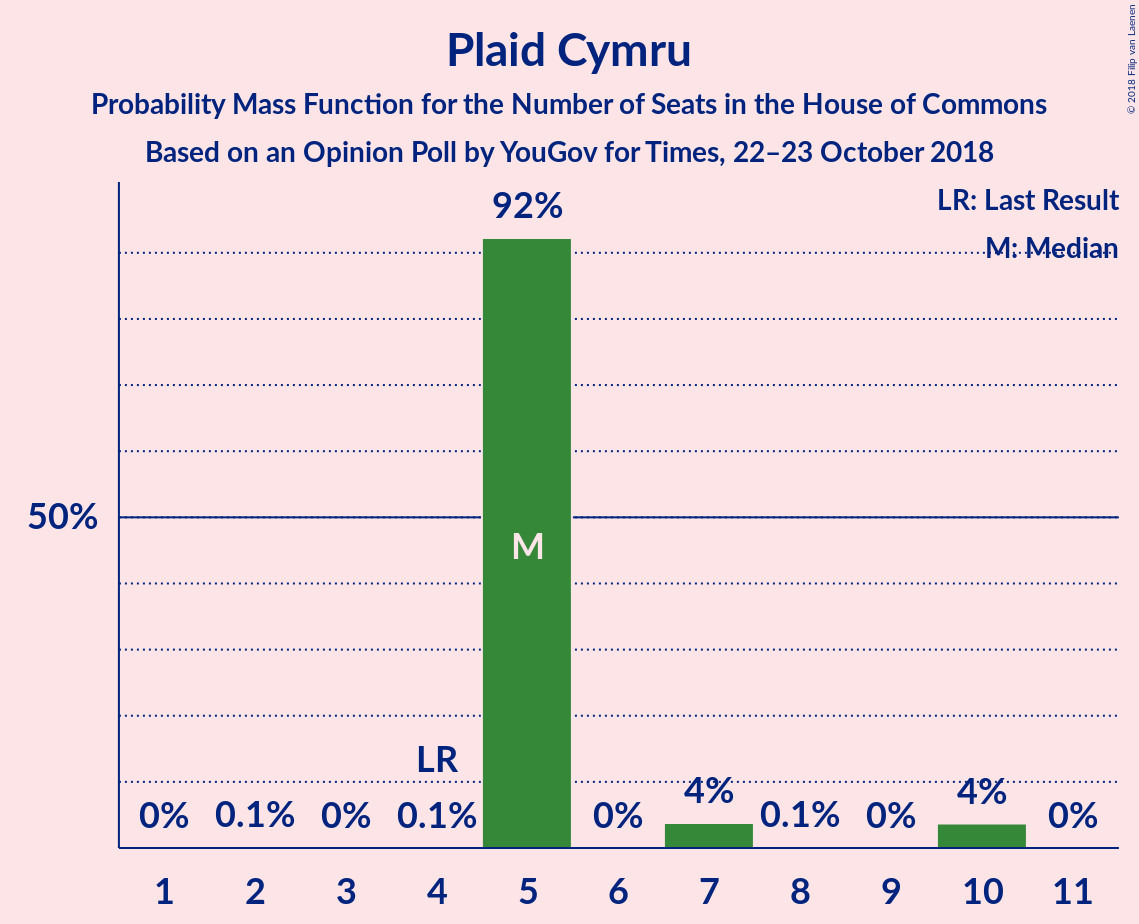 Plaid Cymru
Probability Mass Function for the Number of Seats in the House of Commons
Based on an Opinion Poll by YouGov for Times, 22–23 October 2018
© 2018 Filip van Laenen
LR: Last Result
M: Median
92%
50%
M
LR
0% 0.1% 0% 0.1% 0% 4% 0.1% 0% 4% 0%
1 2 3 4 5 6 7 8 9 10 11